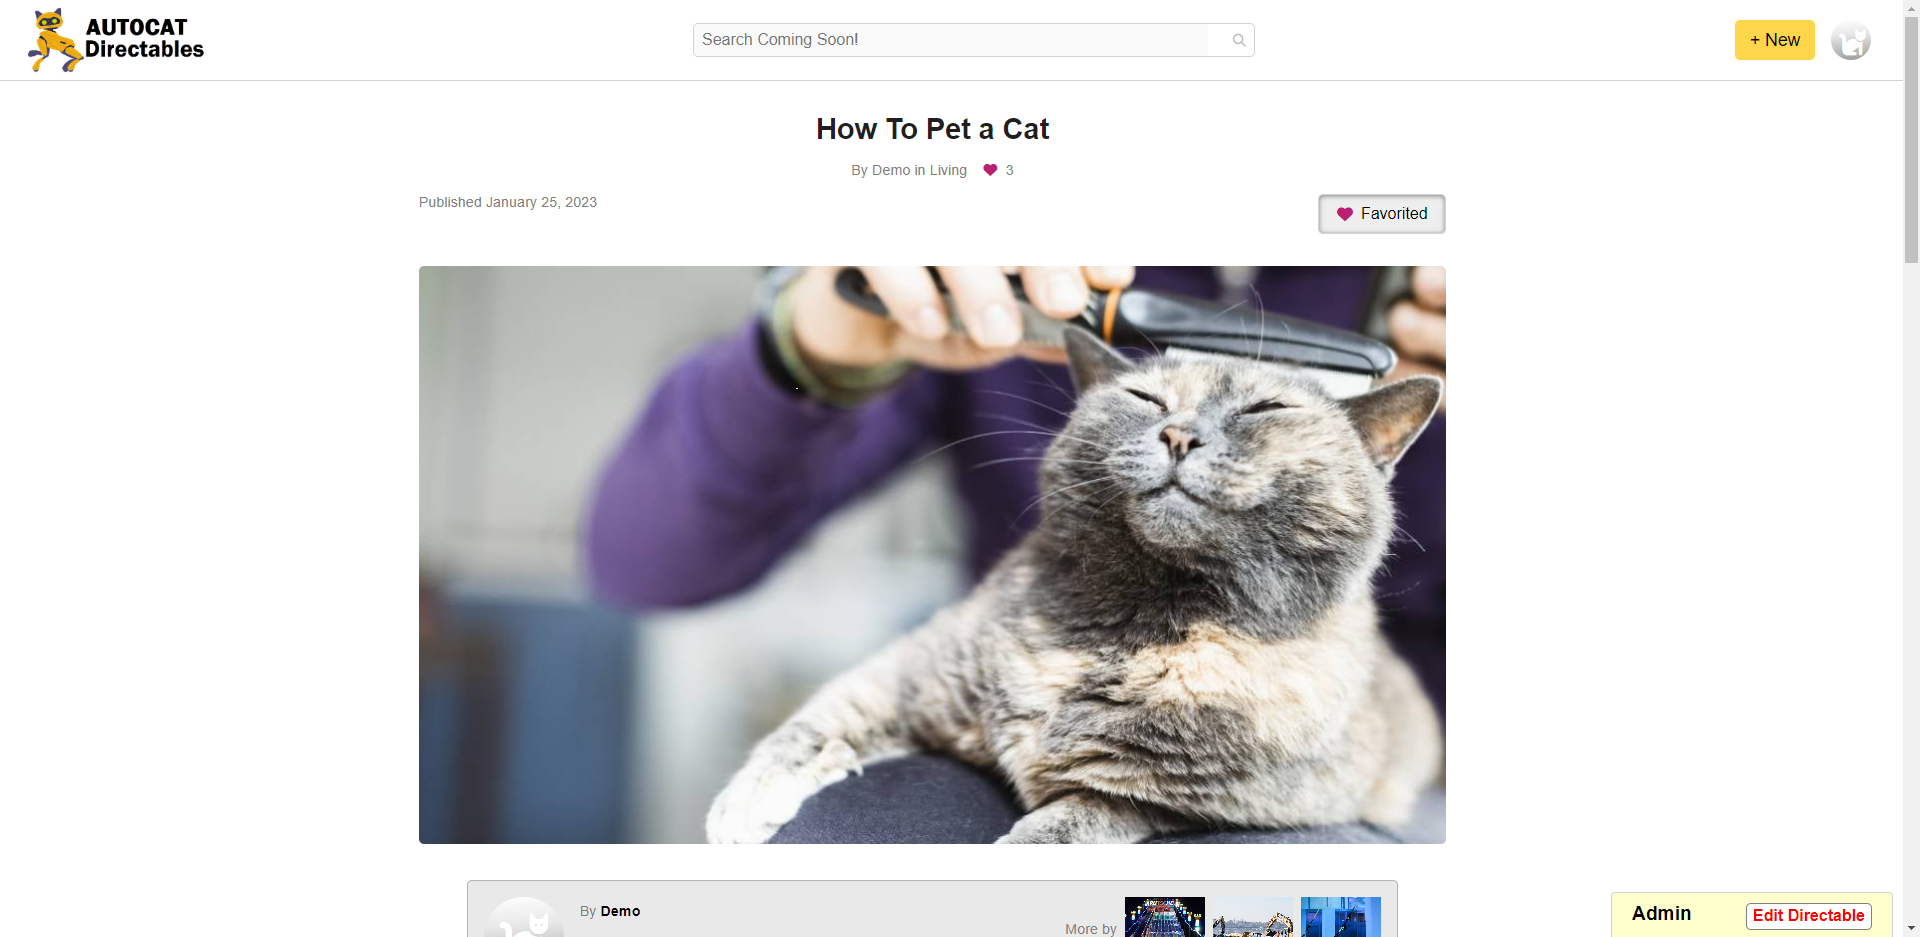 AUTOCAT
Directables
Search Coming Soon!
+ New
How To Pet a Cat
By Demo in Living 3
Published January 25, 2023
Favorited
By Demo
More by
Admin
Edit Directable